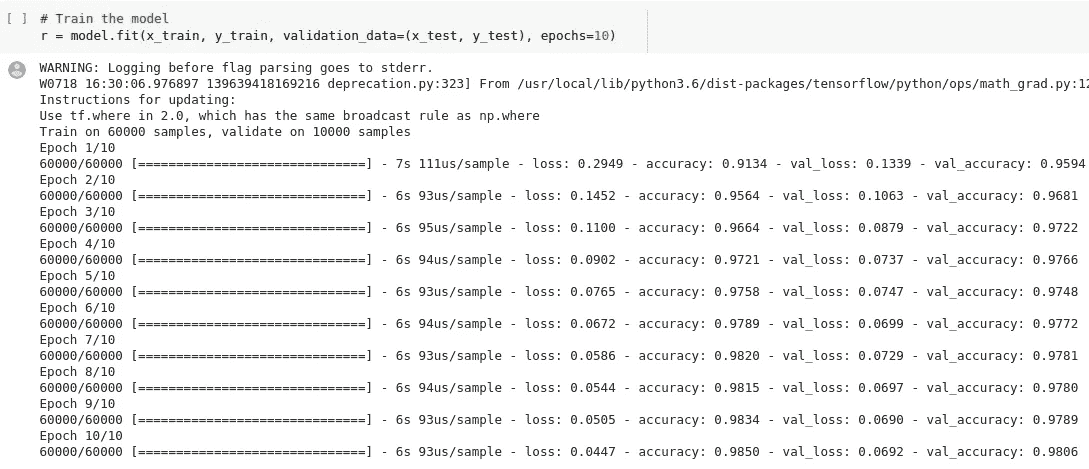 [ ] # Train the model
r = model.fit(x_train, y_train, validation_data=(x_test, y_test), epochs=10)
WARNING: Logging before flag parsing goes to stderr.
W0718 16:30:06.976897 139639418169216 deprecation.py:323] From /usr/local/lib/python3.6/dist-packages/tensorflow/python/ops/math_grad.py:12
Instructions for updating:
Use tf.where in 2.0, which has the same broadcast rule as np.where
Train on 60000 samples, validate on 10000 samples
Epoch 1/10
60000/60000 [==============================] - 7s 111us/sample - loss: 0.2949 - accuracy: 0.9134 - val_loss: 0.1339 - val_accuracy: 0.9594
Epoch 2/10
60000/60000 [==============================] - 6s 93us/sample - loss: 0.1452 - accuracy: 0.9564 - val_loss: 0.1063 - val_accuracy: 0.9681
Epoch 3/10
60000/60000 [==============================] - 6s 95us/sample - loss: 0.1100 - accuracy: 0.9664 - val_loss: 0.0879 - val_accuracy: 0.9722
Epoch 4/10
60000/60000 [==============================] - 6s 94us/sample - loss: 0.0902 - accuracy: 0.9721 - val_loss: 0.0737 - val_accuracy: 0.9766
Epoch 5/10
60000/60000 [==============================] - 6s 93us/sample - loss: 0.0765 - accuracy: 0.9758 - val_loss: 0.0747 - val_accuracy: 0.9748
Epoch 6/10
60000/60000 [==============================] - 6s 94us/sample - loss: 0.0672 - accuracy: 0.9789 - val_loss: 0.0699 - val_accuracy: 0.9772
Epoch 7/10
60000/60000 [==============================] - 6s 93us/sample - loss: 0.0586 - accuracy: 0.9820 - val_loss: 0.0729 - val_accuracy: 0.9781
Epoch 8/10
60000/60000 [==============================] - 6s 94us/sample - loss: 0.0544 - accuracy: 0.9815 - val_loss: 0.0697 - val_accuracy: 0.9780
Epoch 9/10
60000/60000 [==============================] - 6s 93us/sample - loss: 0.0505 - accuracy: 0.9834 - val_loss: 0.0690 - val_accuracy: 0.9789
Epoch 10/10
60000/60000 [==============================] - 6s 93us/sample - loss: 0.0447 - accuracy: 0.9850 - val_loss: 0.0692 - val_accuracy: 0.9806